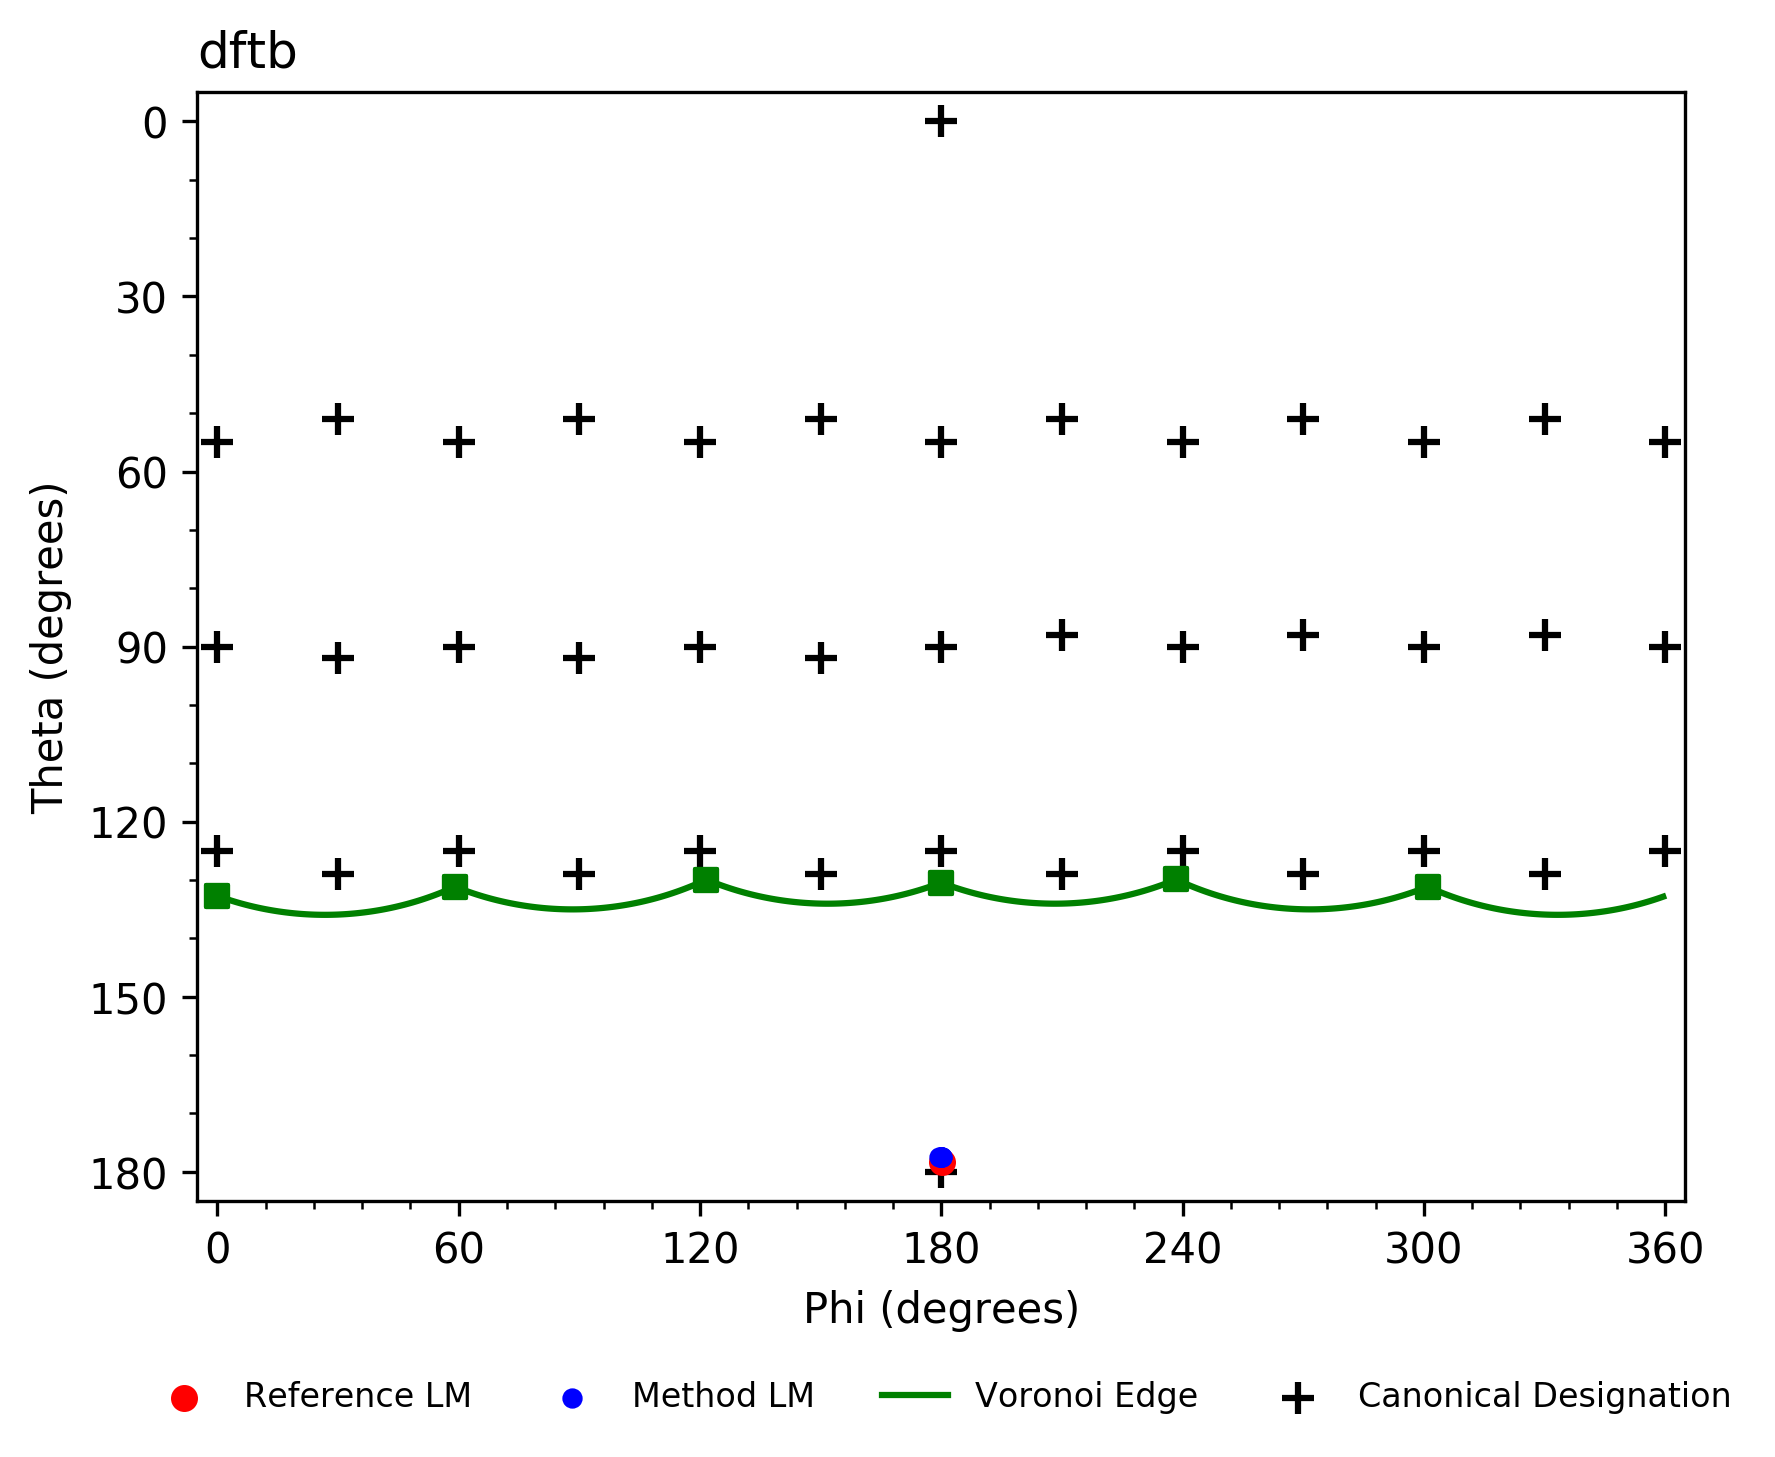 dftb
0
30
60
90
120
150
180
Theta (degrees)
0 60 120 180 240 300 360
Phi (degrees)
Reference LM Method LM Voronoi Edge Canonical Designation